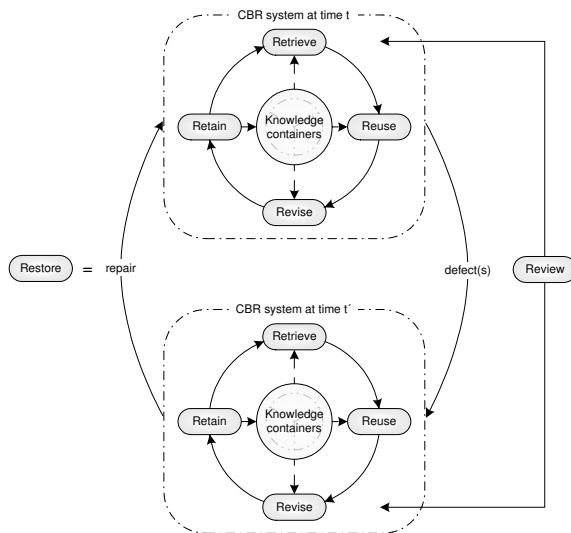 CBR system at time t
Retrieve
Retain
Knowledge
containers
Reuse
Revise
Restore
=
repair
defect(s)
Review
CBR system at time t´
Retrieve
Retain
Knowledge
containers
Reuse
Revise